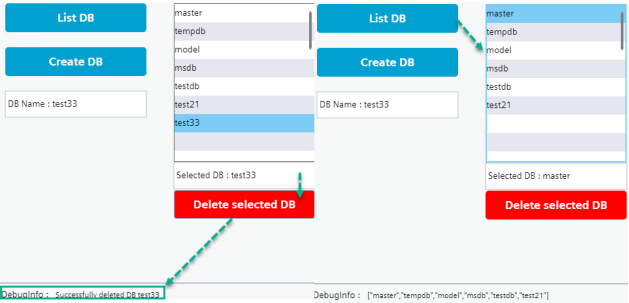 List DB
Create DB
DB Name : test33
master
tempdb
model
msdb
testdb
test21
test33
Selected DB : test33
Delete selected DB
DebugInfo : Successfully deleted DB test33
List DB
Create DB
DB Name : test33
master
tempdb
model
msdb
testdb
test21
Selected DB : master
Delete selected DB
DebugInfo : ["master","tempdb","model","msdb","testdb","test21"]